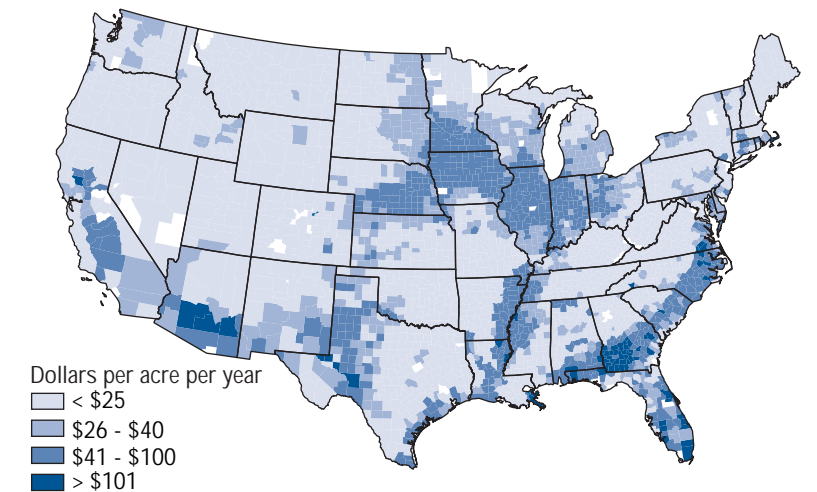 Dollars per acre per year
< $25
$26 - $40
$41 - $100
> $101